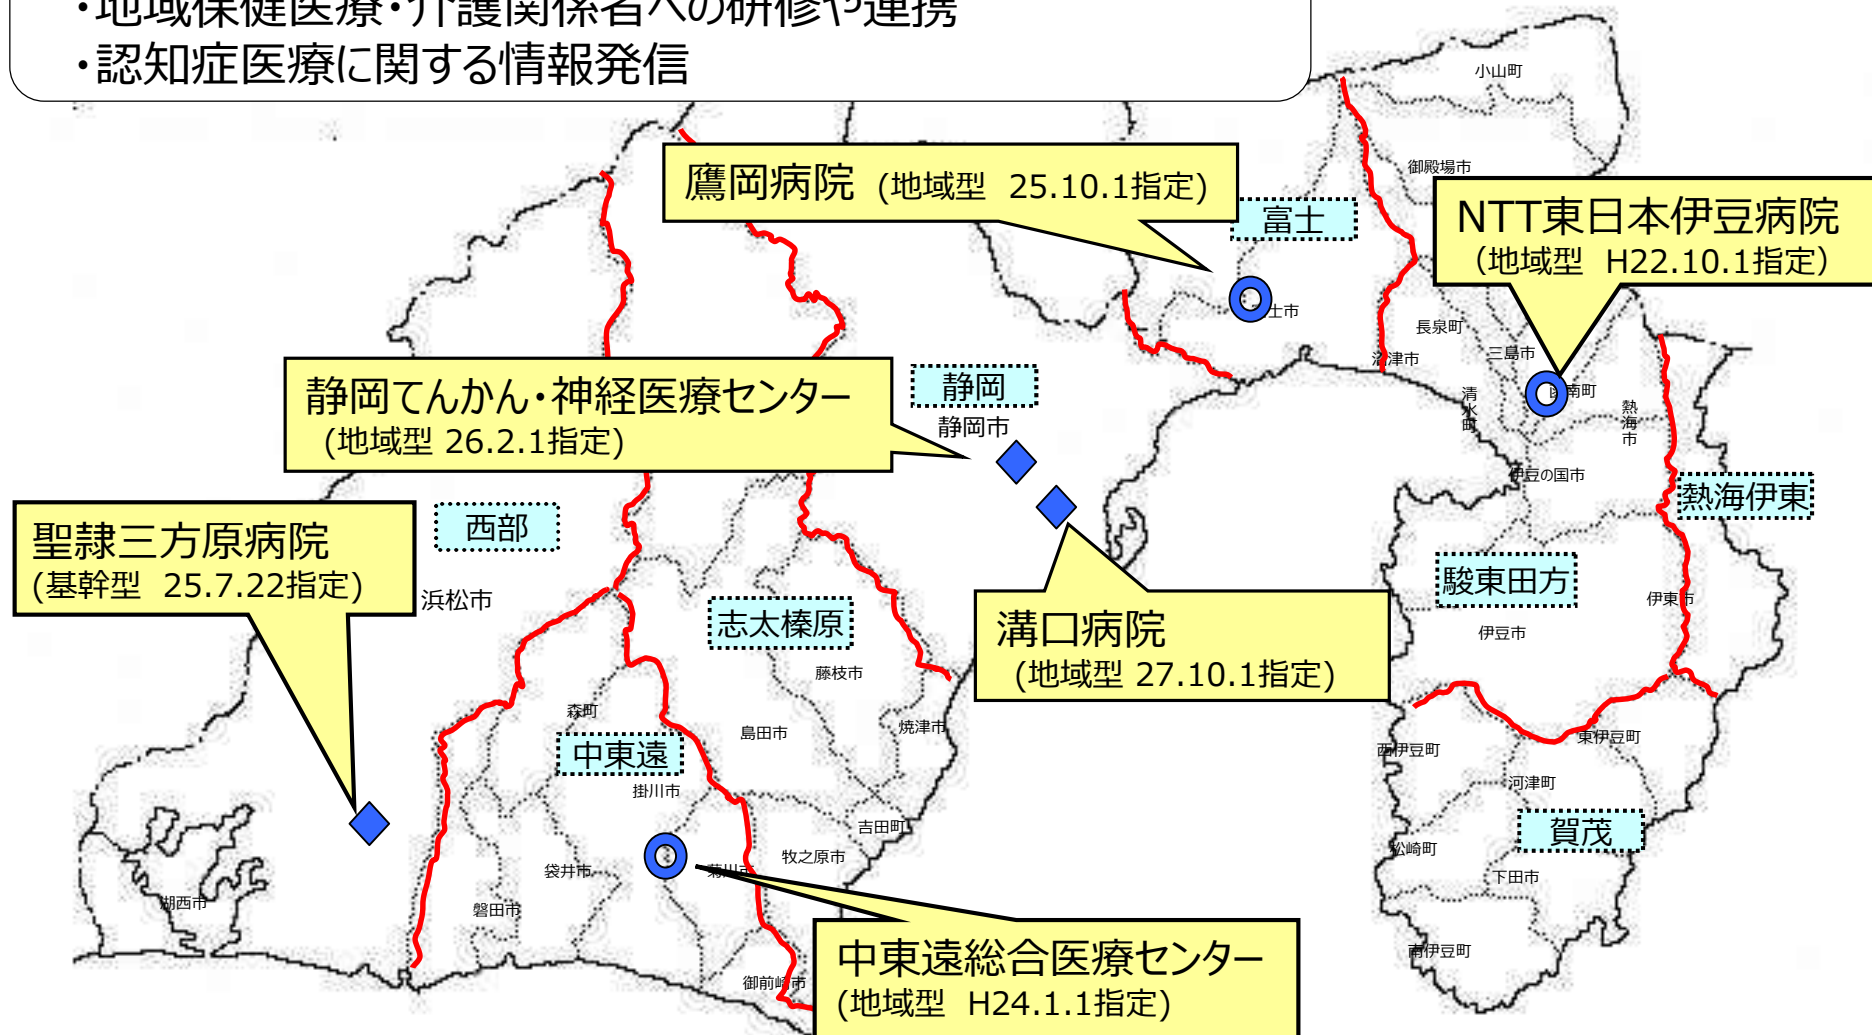 ・地域保健医療・介護関係者への研修や連携
・認知症医療に関する情報発信
小山町
御殿場市
鷹岡病院 (地域型 25.10.1指定)
富士
NTT東日本伊豆病院
(地域型 H22.10.1指定)
士市
長泉町
沼津市
三島市
函南町
清水町
熱海市
静岡てんかん・神経医療センター
(地域型 26.2.1指定)
静岡
静岡市
伊豆の国市
熱海伊東
聖隷三方原病院
(基幹型 25.7.22指定)
西部
浜松市
駿東田方
伊東市
伊豆市
志太榛原
藤枝市
溝口病院
(地域型 27.10.1指定)
森町
島田市
焼津市
中東遠
掛川市
西伊豆町
東伊豆町
河津町
吉田町
賀茂
松崎町
牧之原市
菊川市
袋井市
下田市
湖西市
磐田市
南伊豆町
御前崎市
中東遠総合医療センター
(地域型 H24.1.1指定)